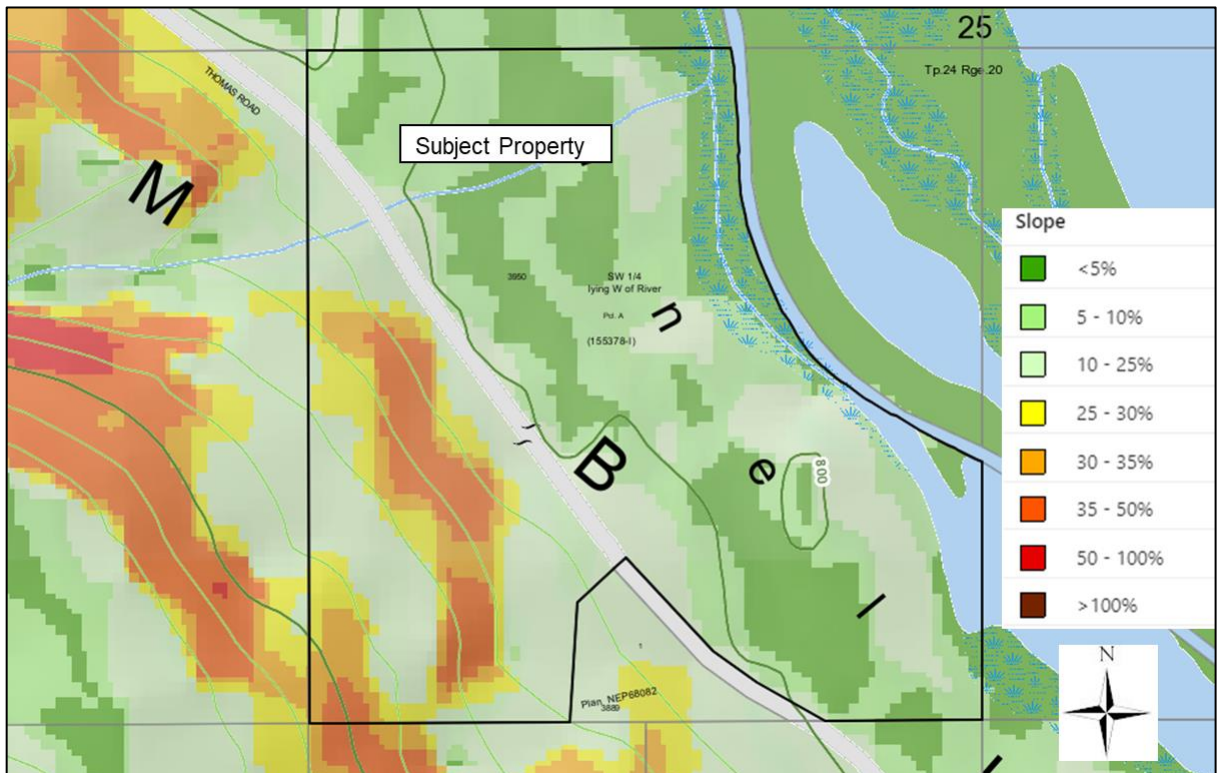 25
Tp.24 Rge.20
THOMAS ROAD
Subject Property
M
Slope
<5%
5 - 10%
10 - 25%
25 - 30%
30 - 35%
35 - 50%
50 - 100%
>100%
3950
SW 1/4
lying W of River
Pcl. A
(155378-I)
n
B
e
800
l
1
Plan NEP68082
3889
N